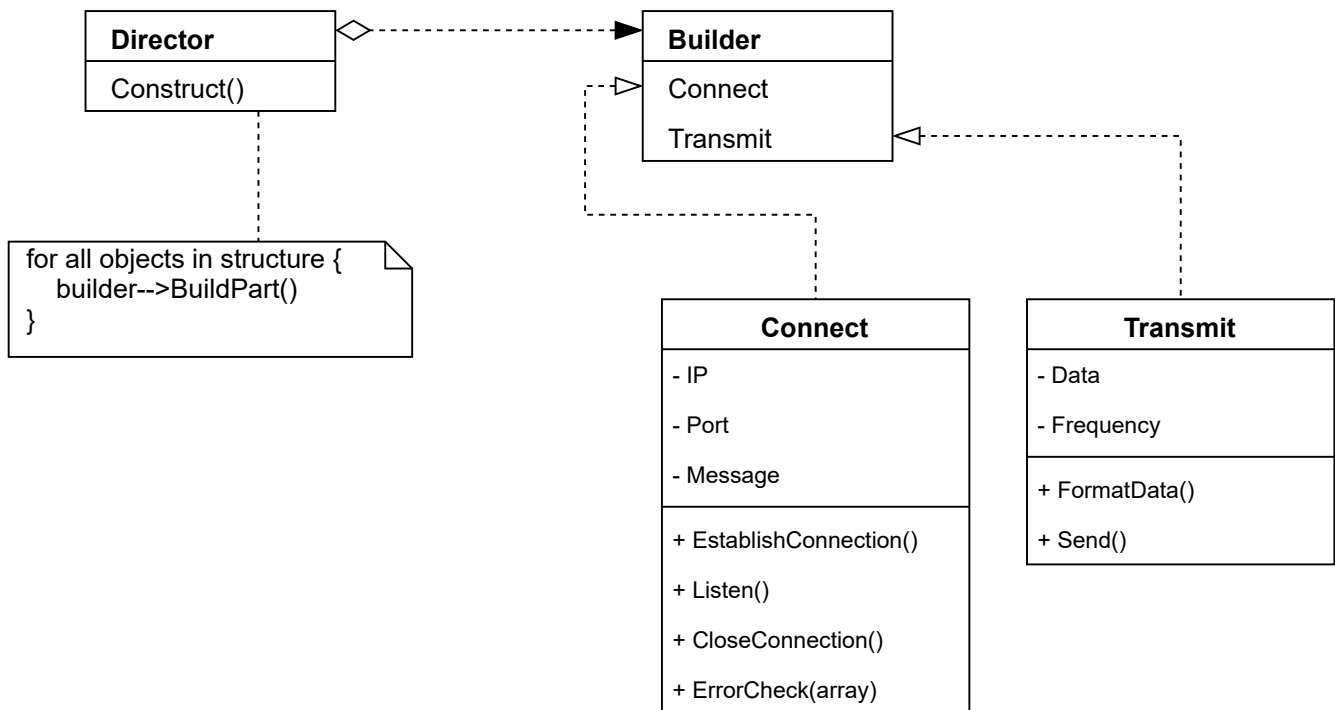 Director
Construct()
Builder
Connect
Transmit
for all objects in structure {
builder-->BuildPart()
}
Connect
- IP
- Port
- Message
+ EstablishConnection()
+ Listen()
+ CloseConnection()
+ ErrorCheck(array)
Transmit
- Data
- Frequency
+ FormatData()
+ Send()